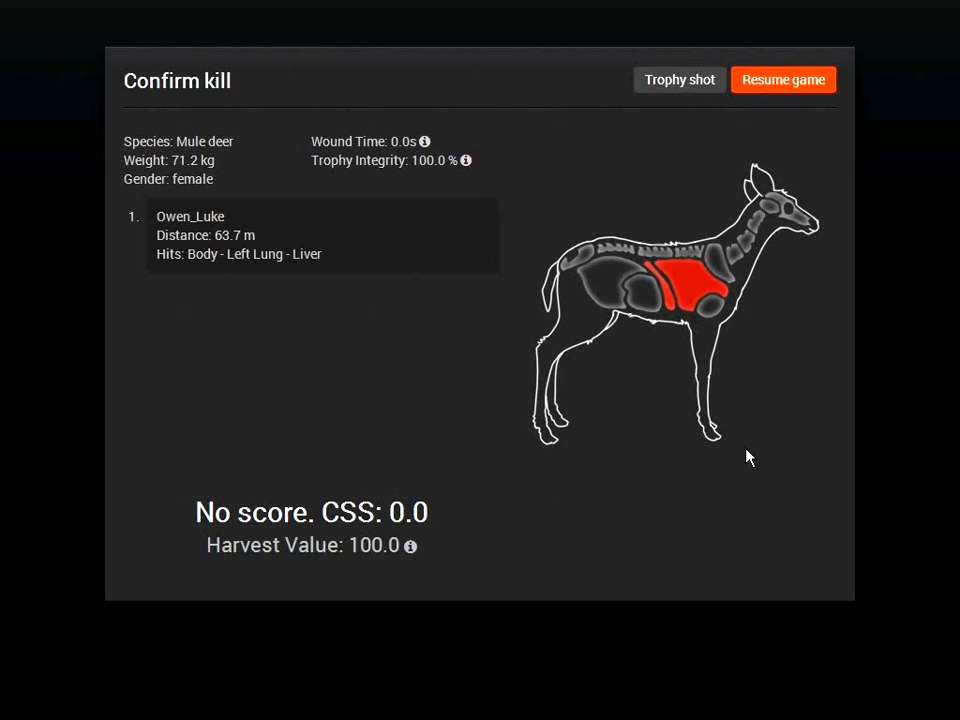 Confirm kill
Trophy shot
Resume game
Species: Mule deer
Weight: 71.2 kg
Gender: female
Wound Time: 0.0s
Trophy Integrity: 100.0 %
1.
Owen_Luke
Distance: 63.7 m
Hits: Body - Left Lung - Liver
No score. CSS: 0.0
Harvest Value: 100.0